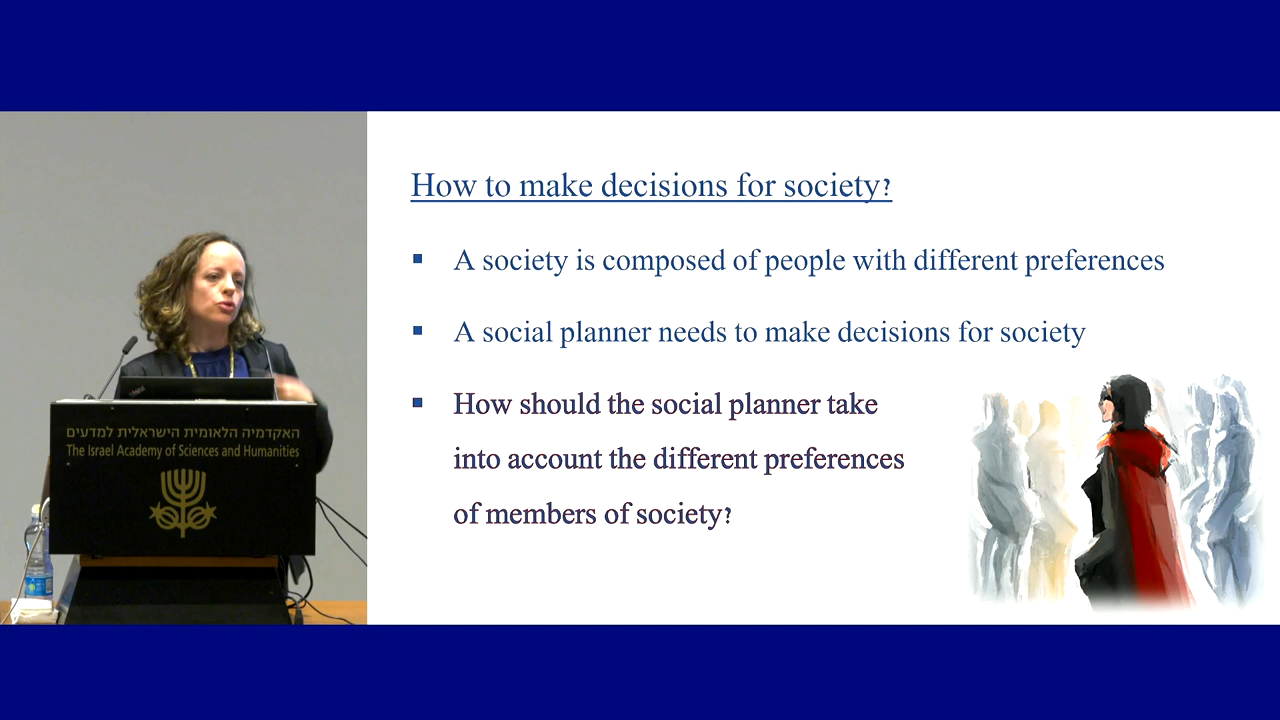 How to make decisions for society?
A society is composed of people with different preferences
A social planner needs to make decisions for society
How should the social planner take
into account the different preferences
of members of society?
האקדמיה הלאומית הישראלית למדעים
The Israel Academy of Sciences and Humanities